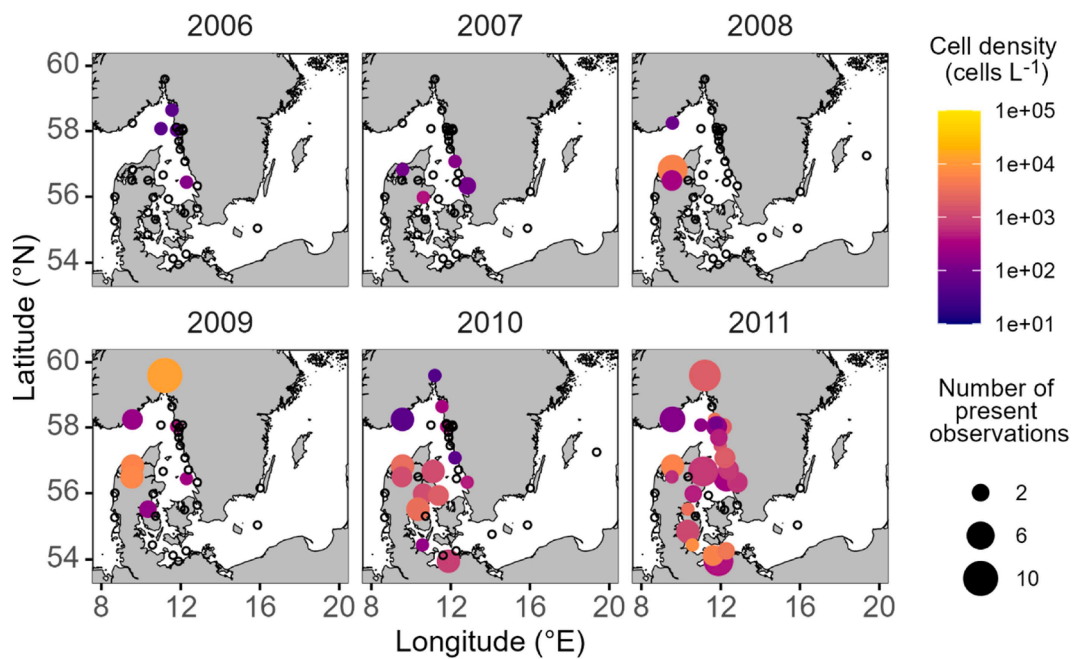 2006 2007 2008
60
58
56
54
2009 2010 2011
60
58
56
54
8 12 16 20 8 12 16 20 8 12 16 20
Latitude (°N)
Longitude (°E)
Cell density
(cells L-1)
1e+05
1e+04
1e+03
1e+02
1e+01
Number of
present
observations
2
6
10